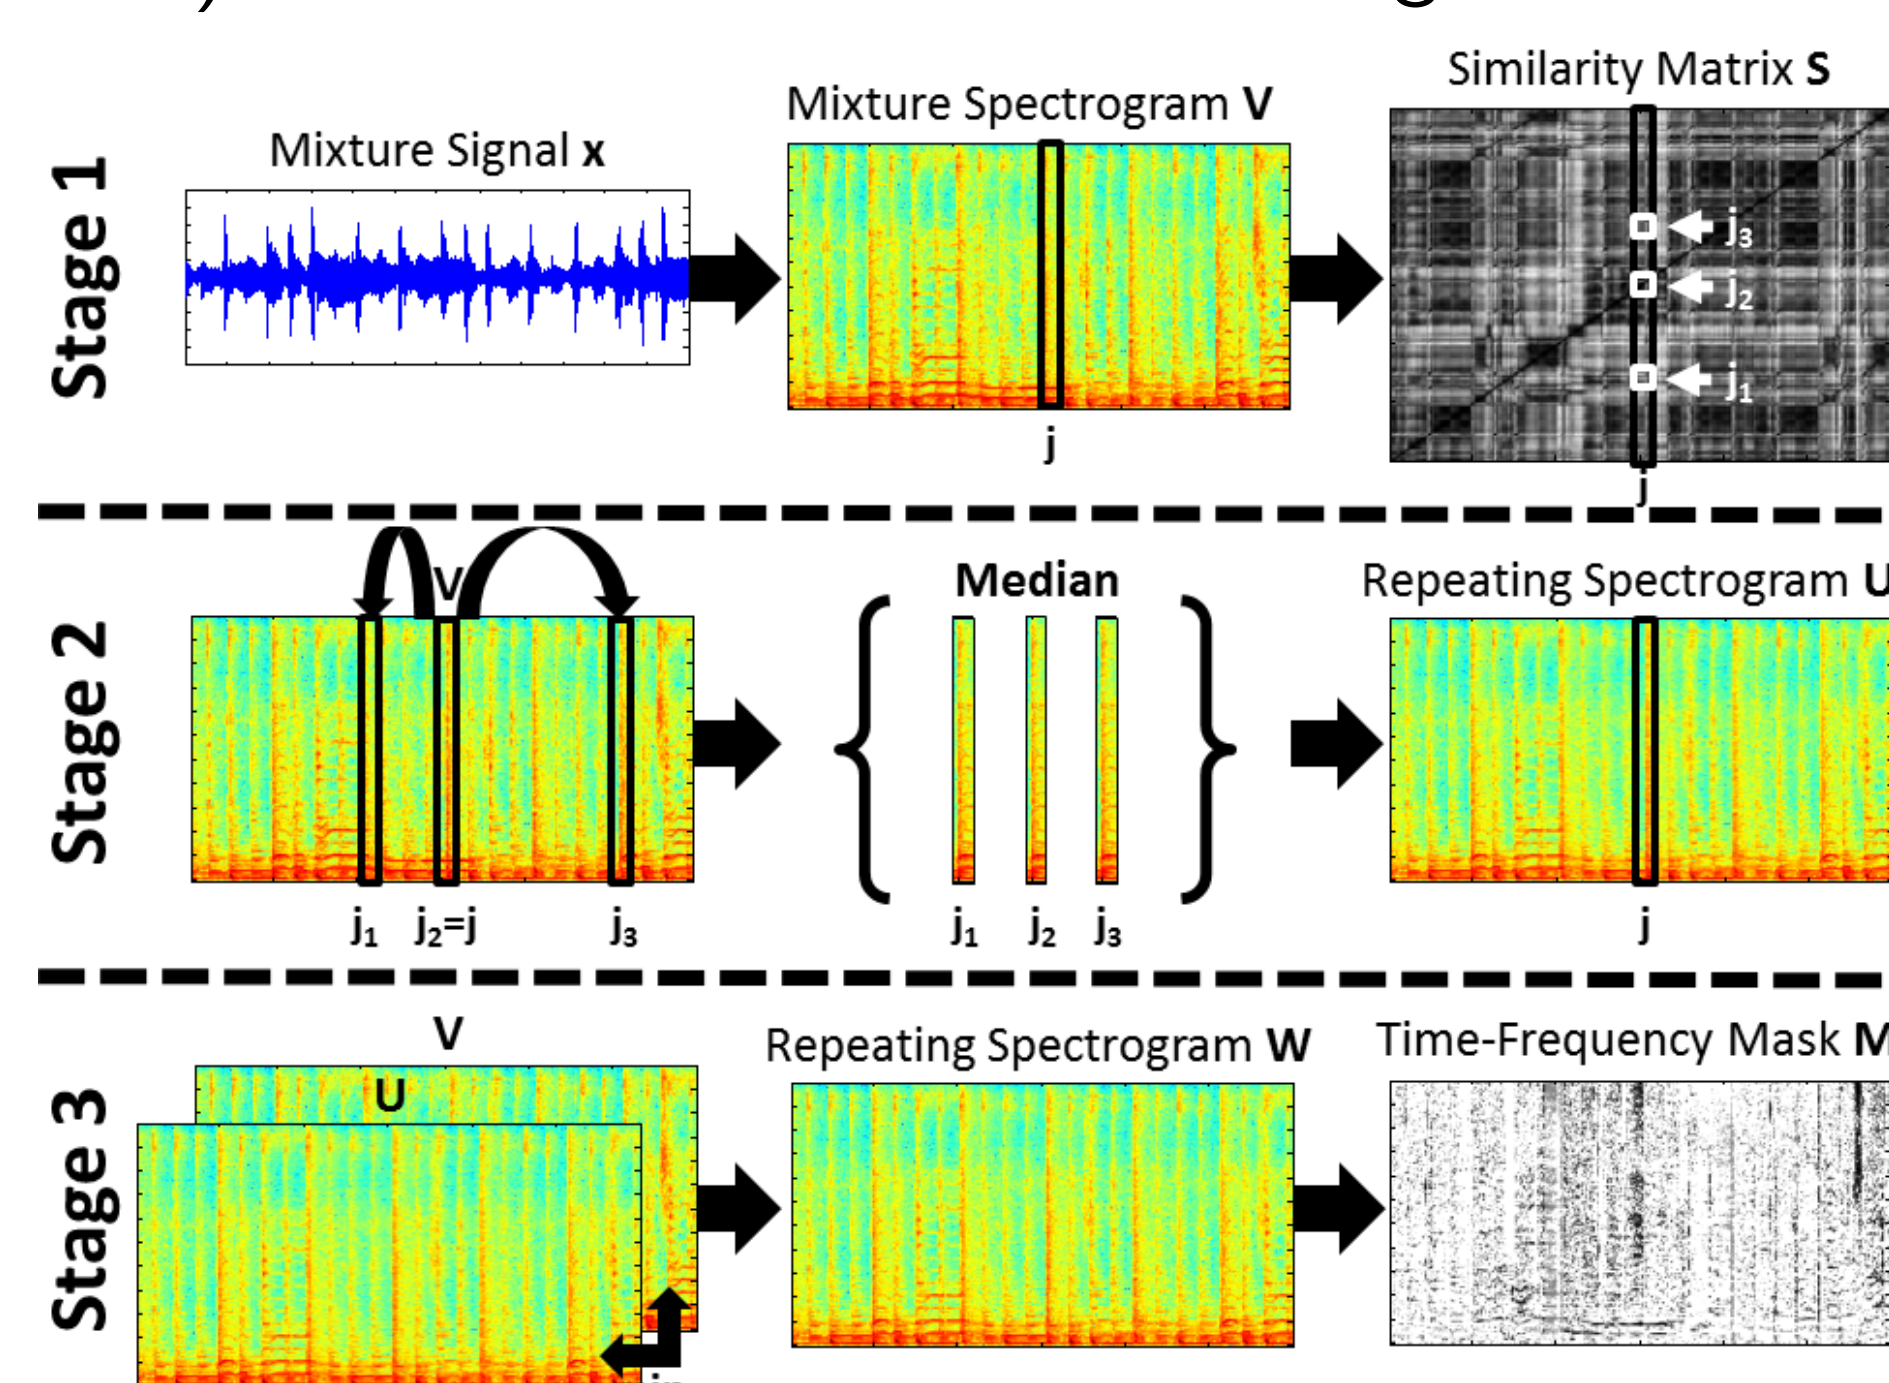 Stage 1
Mixture Signal x
Mixture Spectrogram V
j
Similarity Matrix S
j3
j2
j1
j
Stage 2
V
j1 j2=j j3
Median
j1 j2 j3
Repeating Spectrogram U
j
Stage 3
V
U
Repeating Spectrogram W
Time-Frequency Mask M